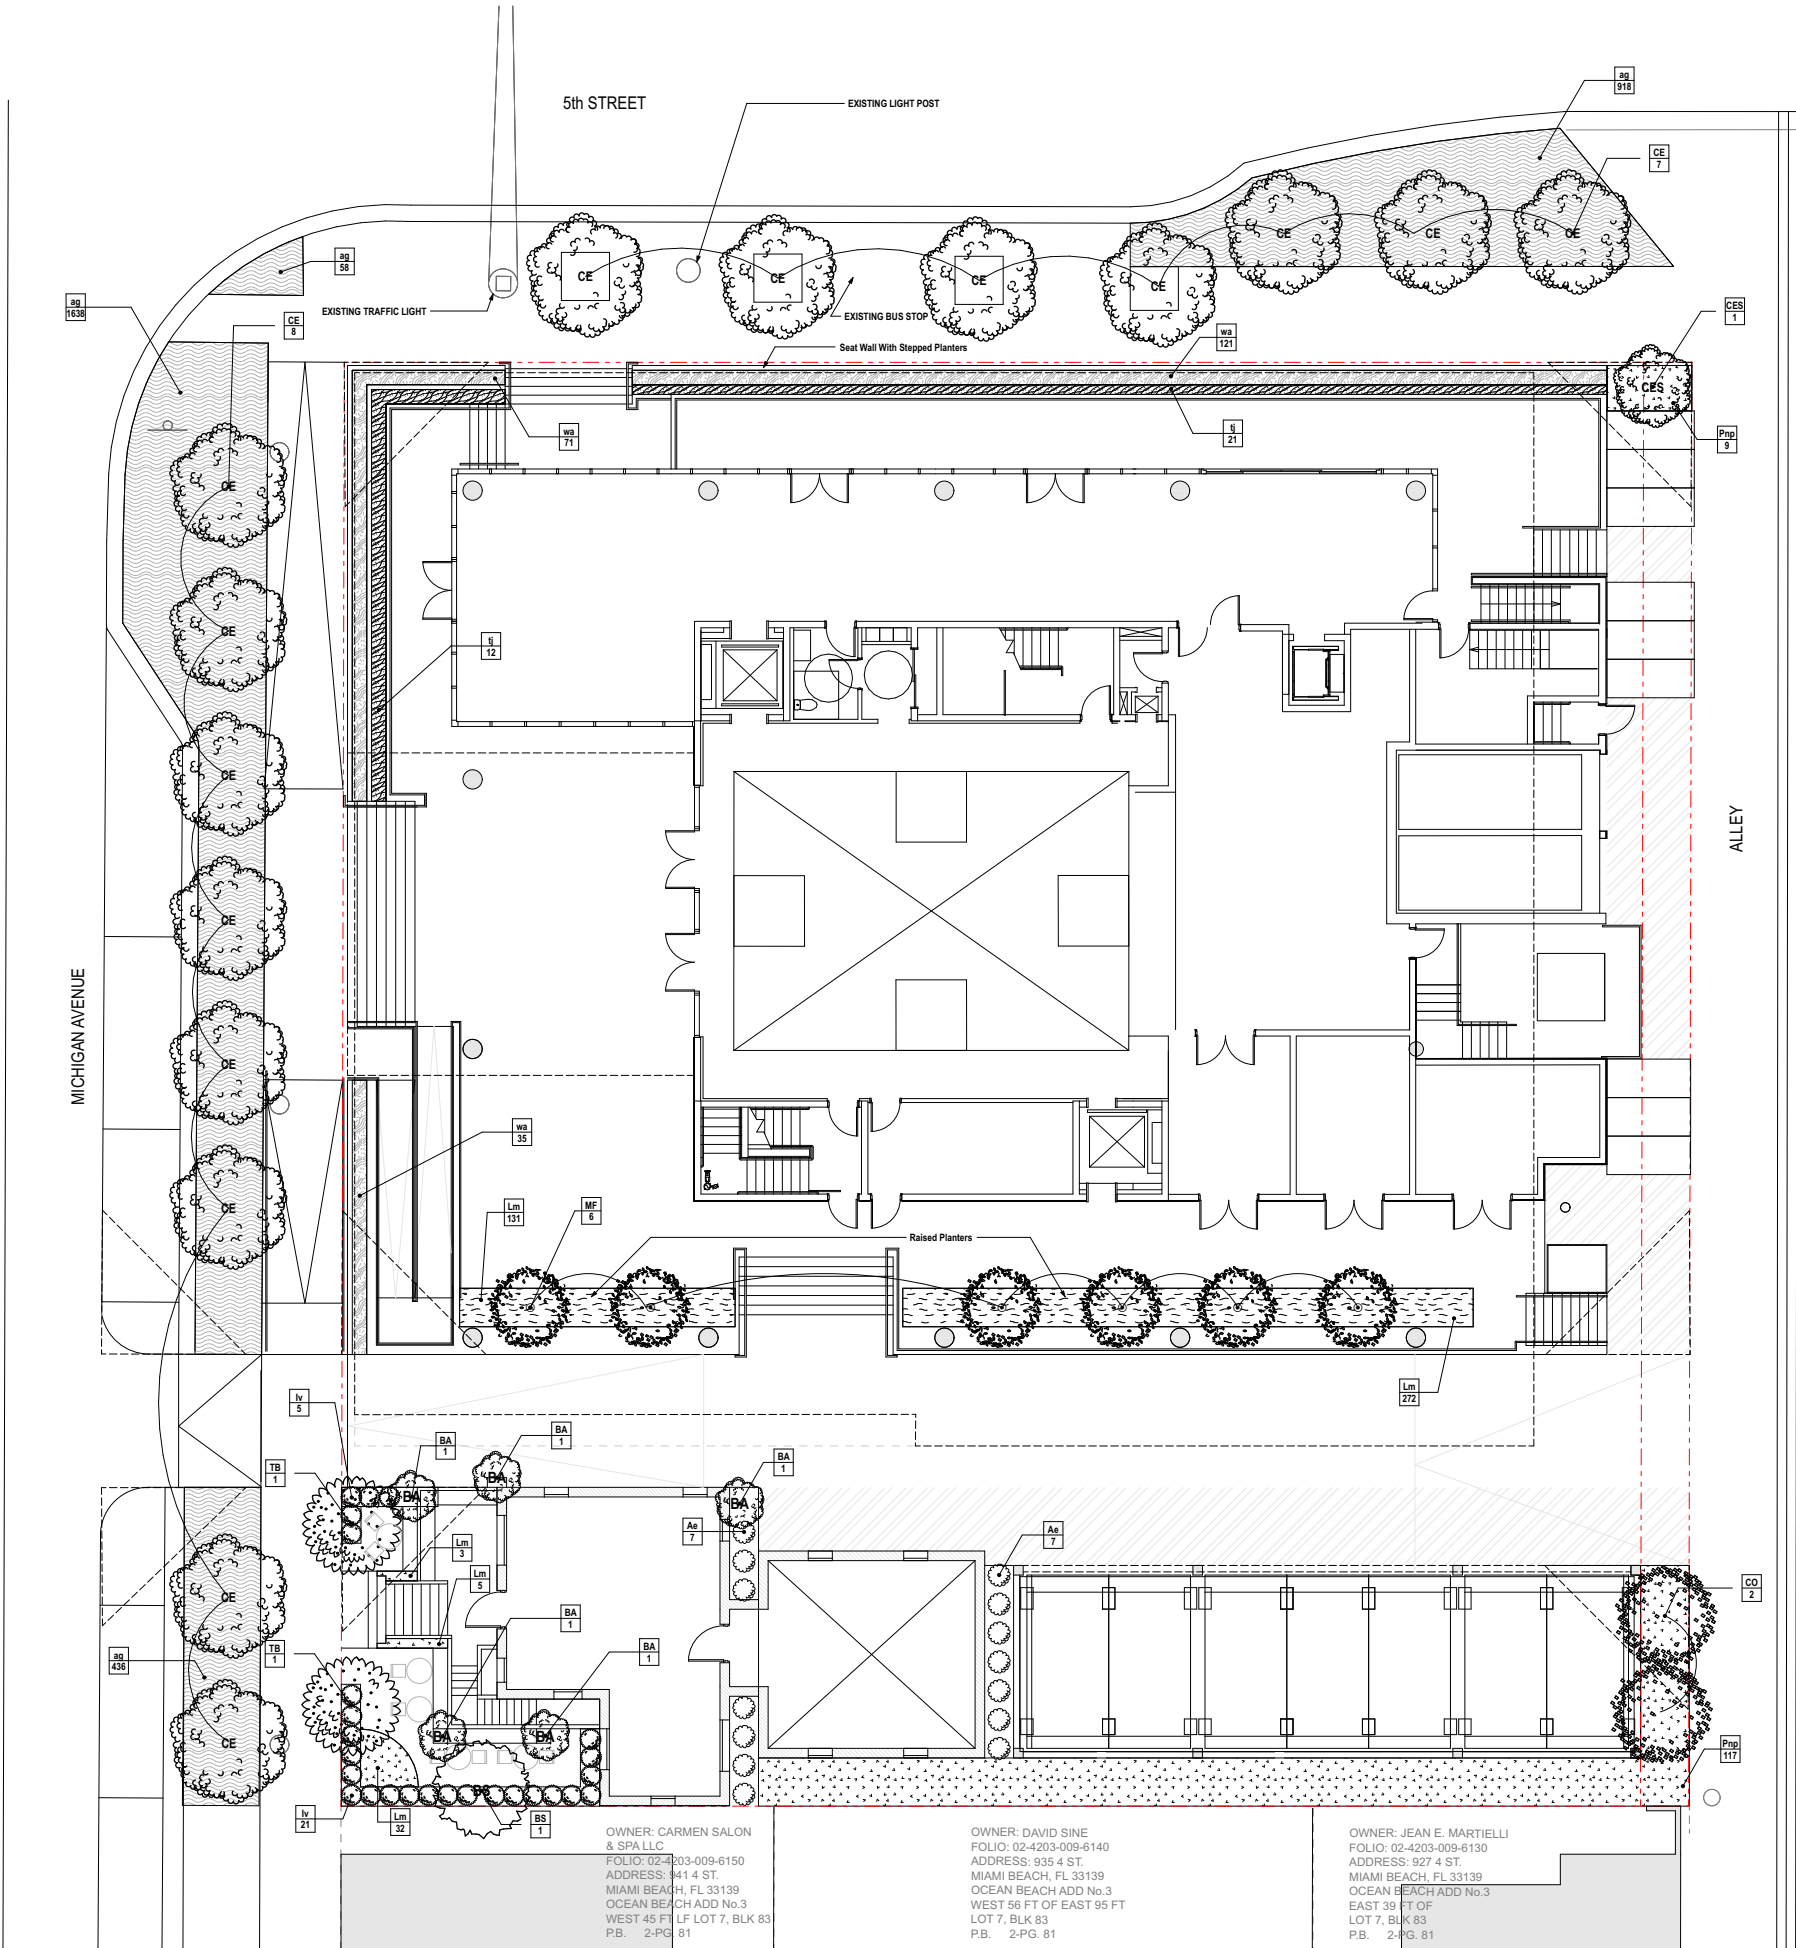 5th STREET
EXISTING LIGHT POST
ag
918
CE
7
ag
58
ag
1638
CE
8
EXISTING TRAFFIC LIGHT
EXISTING BUS STOP
CE
CE
CE
CE
CE
CE
CE
Seat Wall With Stepped Planters
wa
121
CES
1
CES
wa
71
tj
21
Pnp
9
CE
CE
tj
12
CE
CE
CE
CE
MICHIGAN AVENUE
ALLEY
wa
35
Lm
131
MF
6
Raised Planters
Lm
272
lv
5
BA
1
BA
1
BA
1
TB
1
BA
BA
BA
Ae
7
Ae
7
Lm
3
Lm
5
BA
1
BA
1
CO
2
CE
TB
1
ag
436
CE
BA
BA
Pnp
117
BS
lv
21
Lm
32
BS
1
OWNER: CARMEN SALON
& SPA LLC
FOLIO: 02-4203-009-6150
ADDRESS: 941 4 ST.
MIAMI BEACH, FL 33139
OCEAN BEACH ADD No.3
WEST 45 FT LF LOT 7, BLK 83
P.B. 2-PG. 81
OWNER: DAVID SINE
FOLIO: 02-4203-009-6140
ADDRESS: 935 4 ST.
MIAMI BEACH, FL 33139
OCEAN BEACH ADD No.3
WEST 56 FT OF EAST 95 FT
LOT 7, BLK 83
P.B. 2-PG. 81
OWNER: JEAN E. MARTIELLI
FOLIO: 02-4203-009-6130
ADDRESS: 927 4 ST.
MIAMI BEACH, FL 33139
OCEAN BEACH ADD No.3
EAST 39 FT OF
LOT 7, BLK 83
P.B. 2-PG. 81